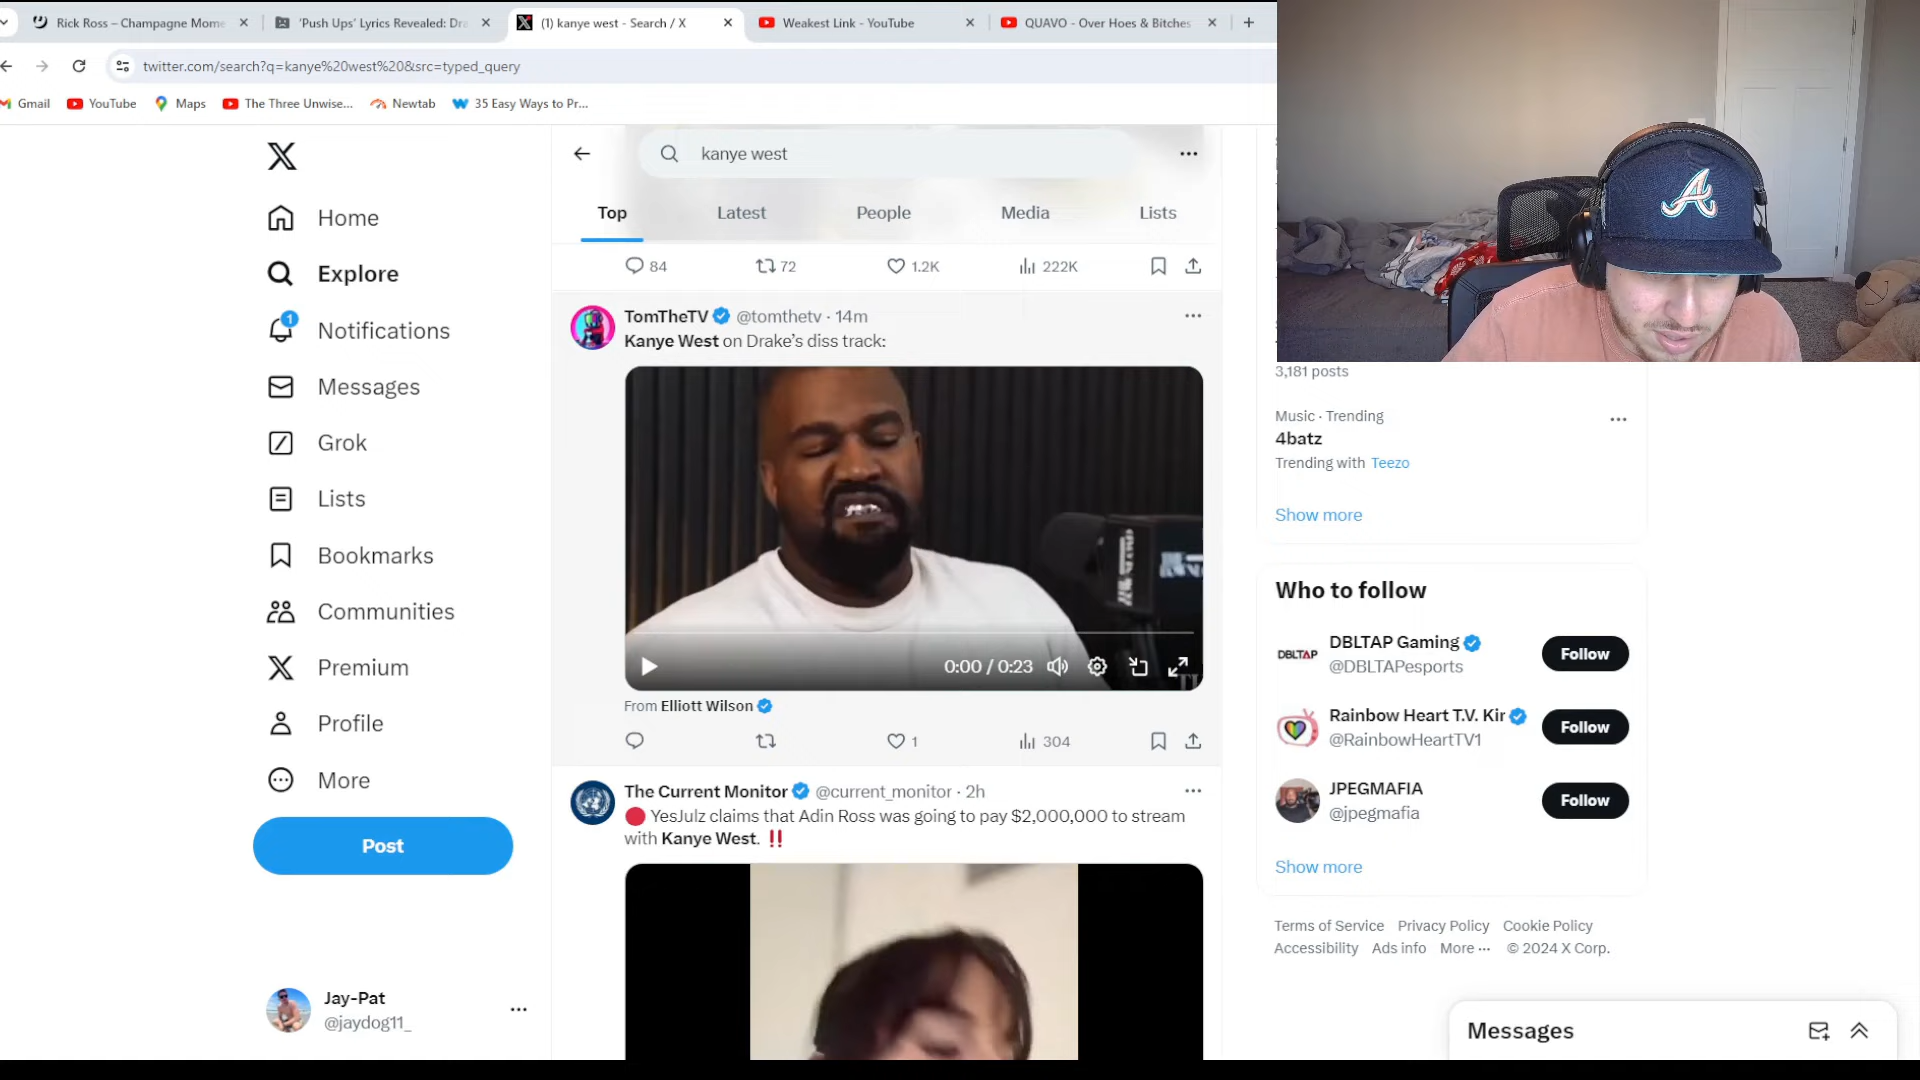 Rick Ross – Champagne Mome
'Push Ups' Lyrics Revealed: Dra
(1) kanye west - Search / X
Weakest Link - YouTube
QUAVO - Over Hoes & Bitches
twitter.com/search?q=kanye%20west%20&src=typed_query
Gmail
YouTube
Maps
The Three Unwise...
Newtab
35 Easy Ways to Pr...
kanye west
Top
Latest
People
Media
Lists
Home
Explore
1
Notifications
Messages
Grok
Lists
Bookmarks
Communities
Premium
Profile
More
Post
Jay-Pat
@jaydog11_
84
72
1.2K
222K
TomTheTV @tomthetv · 14m
Kanye West on Drake's diss track:
0:00 / 0:23
From Elliott Wilson
1
304
The Current Monitor @current_monitor · 2h
YesJulz claims that Adin Ross was going to pay $2,000,000 to stream
with Kanye West. ‼
A
3,181 posts
Music · Trending
4batz
Trending with Teezo
Show more
Who to follow
DBLTAP
DBLTAP Gaming
@DBLTAPesports
Follow
Rainbow Heart T.V. Kir
@RainbowHeartTV1
Follow
JPEGMAFIA
@jpegmafia
Follow
Show more
Terms of Service Privacy Policy Cookie Policy
Accessibility Ads info More ··· © 2024 X Corp.
Messages